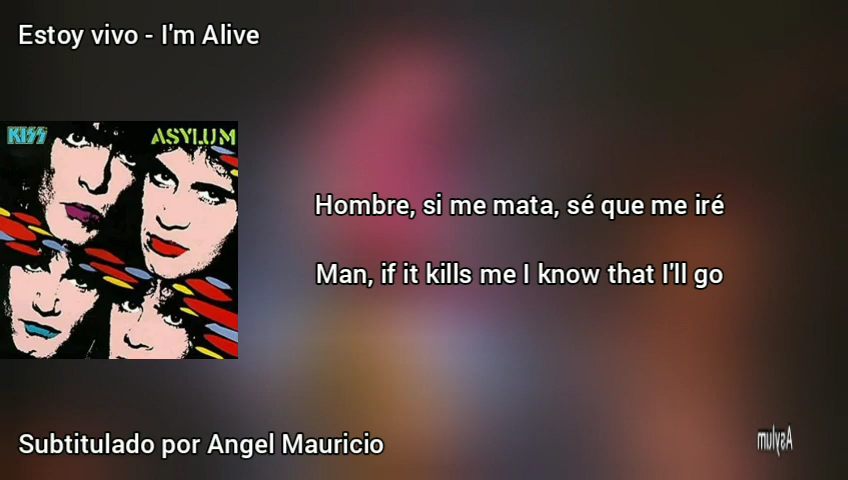 Estoy vivo - I'm Alive
KISS
ASYLUM
Hombre, si me mata, sé que me iré
Man, if it kills me I know that I'll go
Subtitulado por Angel Mauricio
Asylum